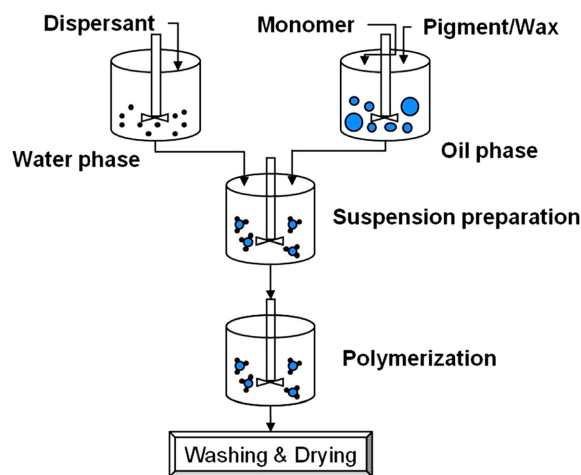 Dispersant
Monomer
Pigment/Wax
Water phase
Oil phase
Suspension preparation
Polymerization
Washing & Drying